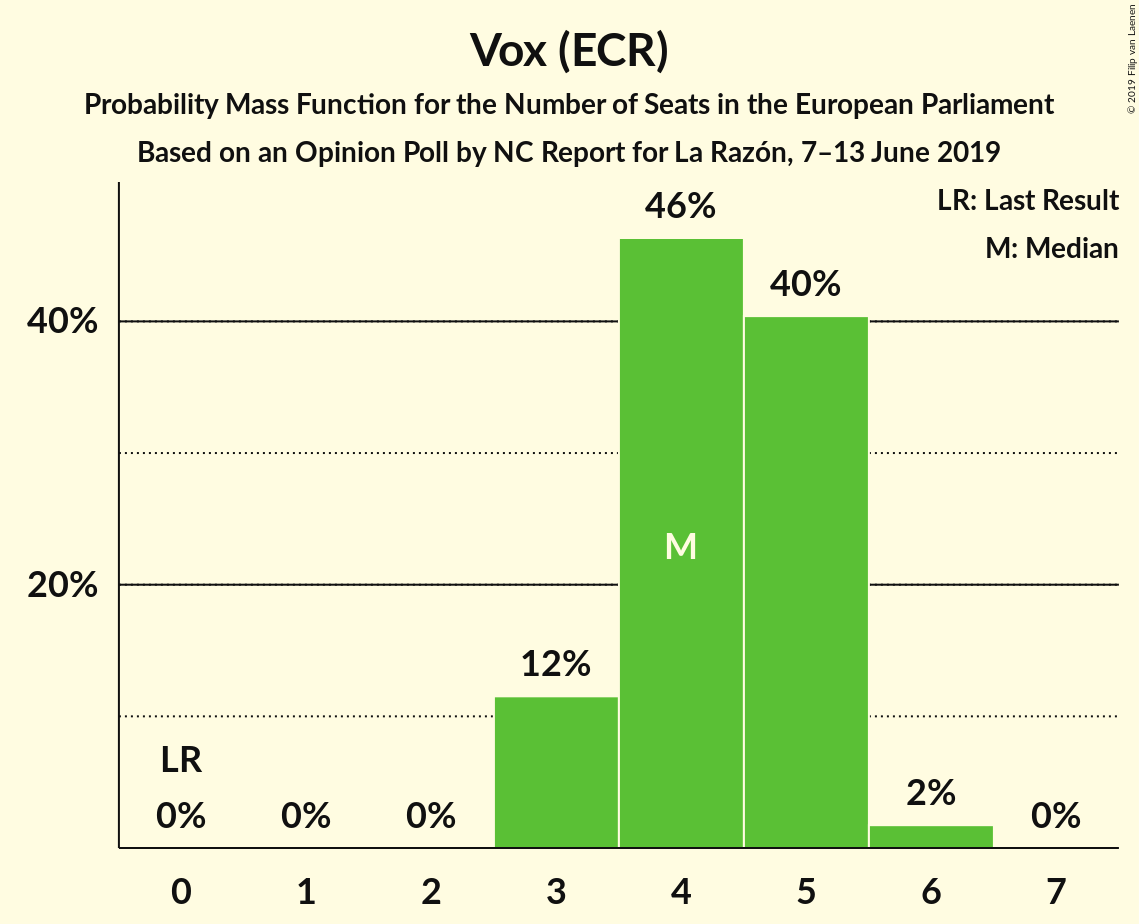 Vox (ECR)
Probability Mass Function for the Number of Seats in the European Parliament
Based on an Opinion Poll by NC Report for La Razón, 7–13 June 2019
© 2019 Filip van Laenen
LR: Last Result
M: Median
46%
40%
40%
M
20%
12%
LR
0%
0%
0%
2%
0%
0
1
2
3
4
5
6
7